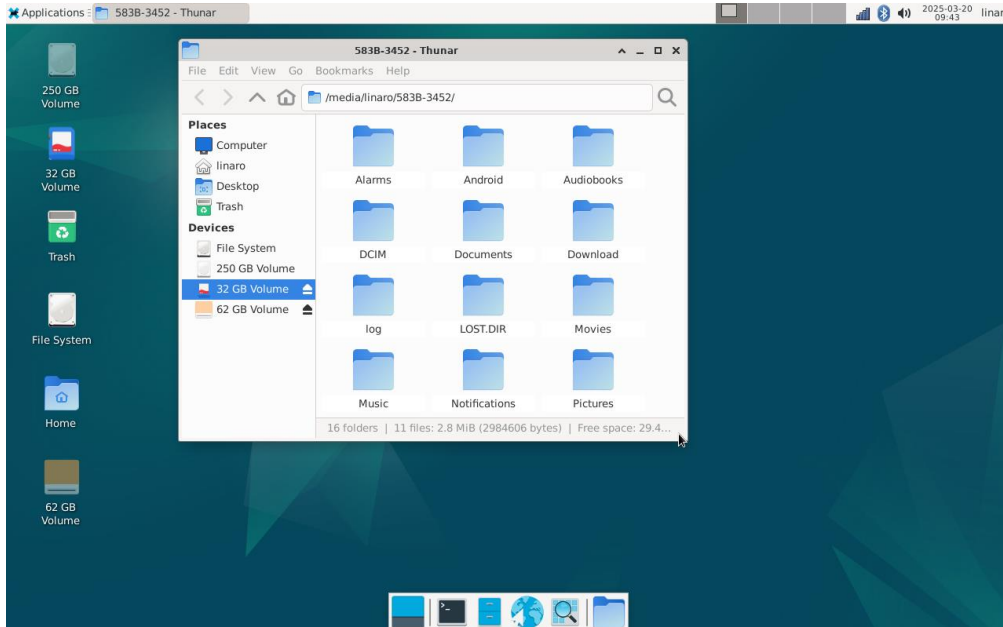 Applications
583B-3452 - Thunar
2025-03-20
09:43
linar
250 GB
Volume
32 GB
Volume
Trash
File System
Home
62 GB
Volume
583B-3452 - Thunar
File Edit View Go Bookmarks Help
/media/linaro/583B-3452/
Places
Computer
linaro
Desktop
Trash
Devices
File System
250 GB Volume
32 GB Volume
62 GB Volume
Alarms Android Audiobooks
DCIM Documents Download
log LOST.DIR Movies
Music Notifications Pictures
16 folders | 11 files: 2.8 MiB (2984606 bytes) | Free space: 29.4...